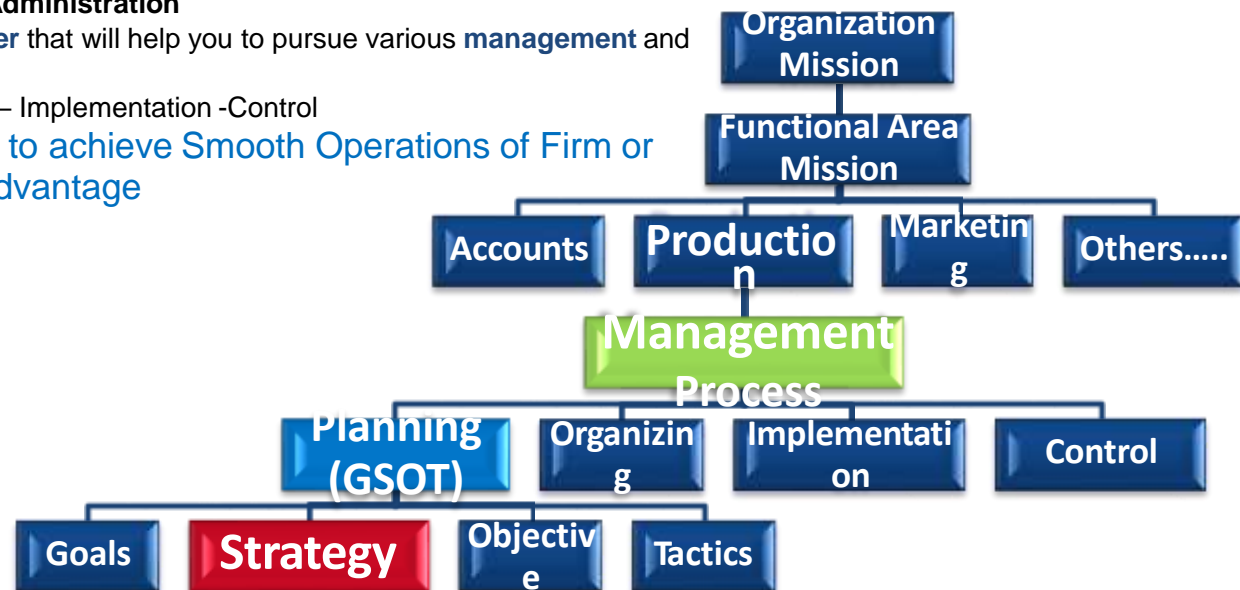 Administration
er that will help you to pursue various management and
– Implementation -Control
to achieve Smooth Operations of Firm or
dvantage
Organization
Mission
Functional Area
Mission
Accounts
Productio
n
Marketin
g
Others…..
Management
Process
Planning
(GSOT)
Organizin
g
Implementati
on
Control
Goals
Strategy
Objectiv
e
Tactics